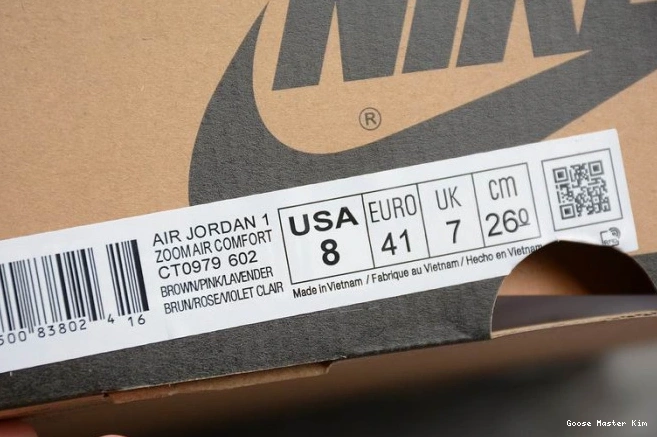 NIKE
®
AIR JORDAN 1
ZOOM AIR COMFORT
CT0979 602
BROWN/PINK/LAVENDER
BRUN/ROSE/VIOLET CLAIR
USA
8
EURO
41
UK
7
cm
26
Made in Vietnam / Fabriqué au Vietnam / Hecho en Vietnam
500 83802 4 16
Goose Master Kim